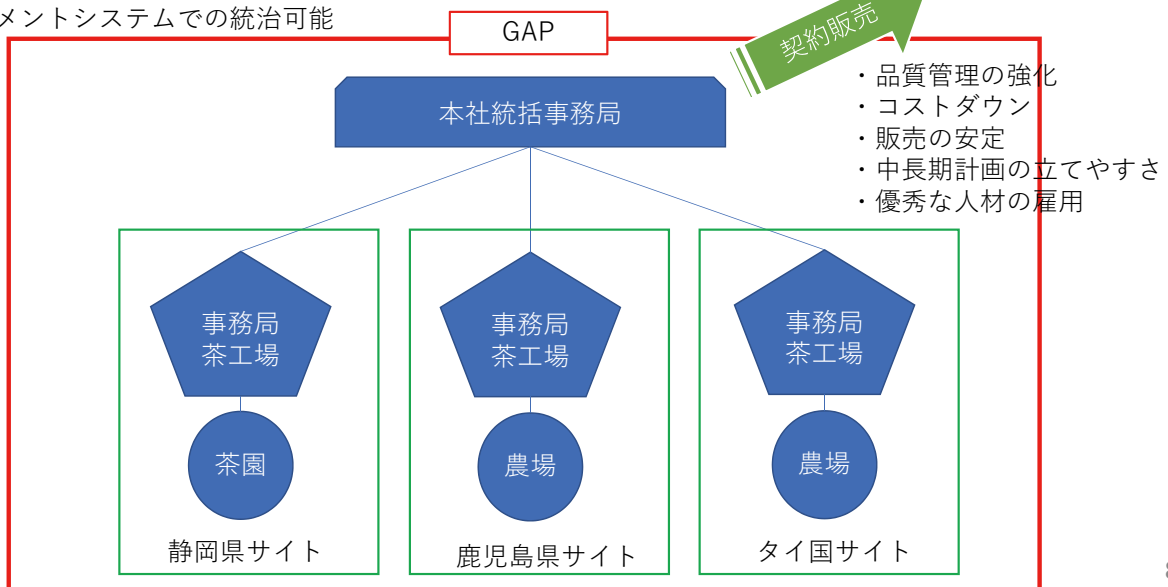 メントシステムでの統治可能
GAP
契約販売
・品質管理の強化
・コストダウン
・販売の安定
・中長期計画の立てやすさ
・優秀な人材の雇用
本社統括事務局
事務局
茶工場
事務局
茶工場
事務局
茶工場
茶園
農場
農場
静岡県サイト
鹿児島県サイト
タイ国サイト